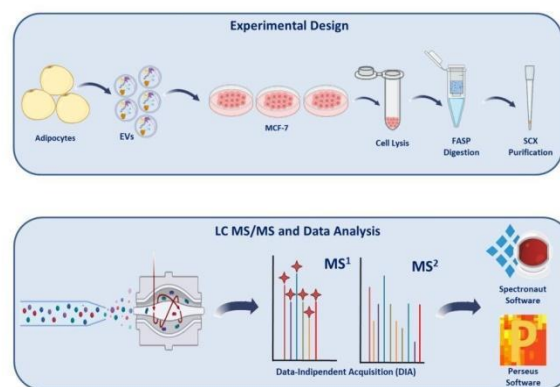 Experimental Design
Adipocytes
EVs
MCF-7
Cell Lysis
FASP
Digestion
SCX
Purification
LC MS/MS and Data Analysis
MS1
MS2
Data-Indipendent Acquisition (DIA)
Spectronaut
Software
P
Perseus
Software